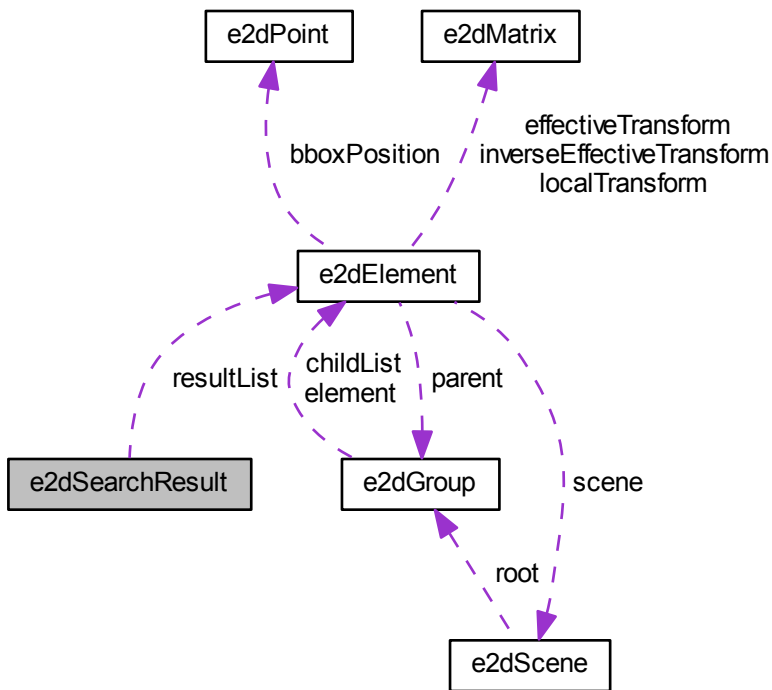 e2dPoint
e2dMatrix
bboxPosition
effectiveTransform
inverseEffectiveTransform
localTransform
e2dElement
resultList
childList
element
parent
e2dSearchResult
e2dGroup
scene
root
e2dScene